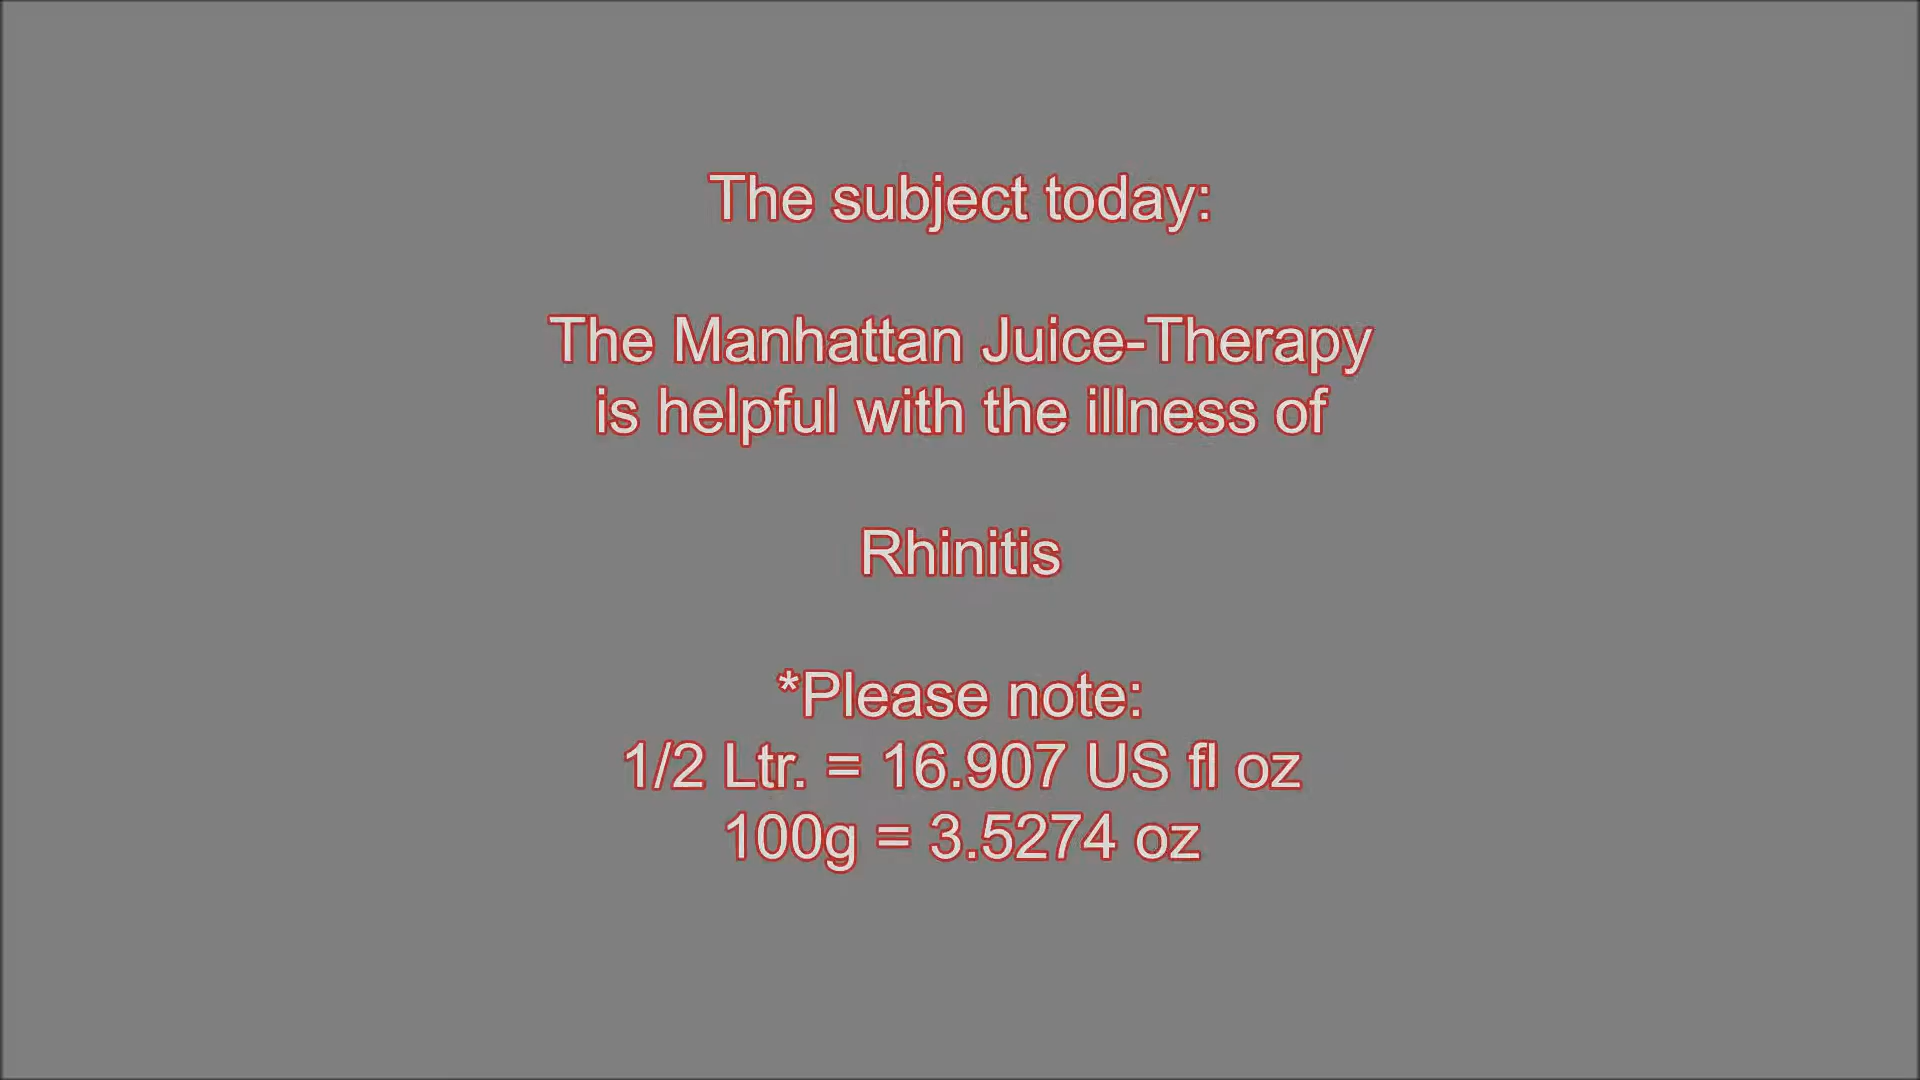 The subject today:
The Manhattan Juice-Therapy
is helpful with the illness of
Rhinitis
*Please note:
1/2 Ltr. = 16.907 US fl oz
100g = 3.5274 oz